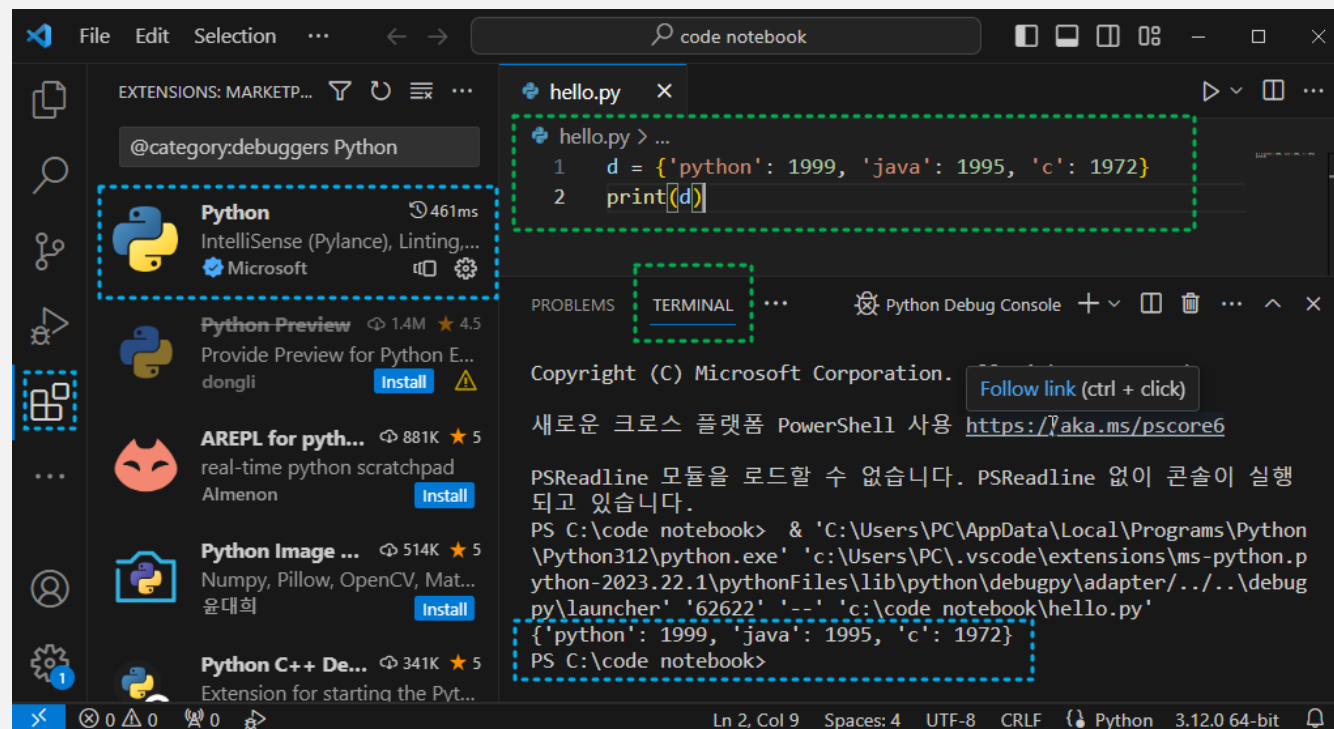 File Edit Selection ··· code notebook
EXTENSIONS: MARKETP... ···
@category:debuggers Python
Python 461ms
IntelliSense (Pylance), Linting,...
Microsoft
Python Preview 1.4M ★ 4.5
Provide Preview for Python E...
dongli Install
AREPL for pyth... 881K ★ 5
real-time python scratchpad
Almenon Install
Python Image ... 514K ★ 5
Numpy, Pillow, OpenCV, Mat...
윤대희 Install
Python C++ De... 341K ★ 5
Extension for starting the Pyt...
1
hello.py
hello.py > ...
1 d = {'python': 1999, 'java': 1995, 'c': 1972}
2 print(d)
PROBLEMS TERMINAL ··· Python Debug Console ···
Copyright (C) Microsoft Corporation.
Follow link (ctrl + click)
새로운 크로스 플랫폼 PowerShell 사용 https://aka.ms/pscore6
PSReadline 모듈을 로드할 수 없습니다. PSReadline 없이 콘솔이 실행
되고 있습니다.
PS C:\code notebook>  & 'C:\Users\PC\AppData\Local\Programs\Python
\Python312\python.exe' 'c:\Users\PC\.vscode\extensions\ms-python.p
ython-2023.22.1\pythonFiles\lib\python\debugpy\adapter/../..\debug
py\launcher' '62622' '--' 'c:\code notebook\hello.py'
{'python': 1999, 'java': 1995, 'c': 1972}
PS C:\code notebook>
0 0 0 Ln 2, Col 9 Spaces: 4 UTF-8 CRLF Python 3.12.0 64-bit